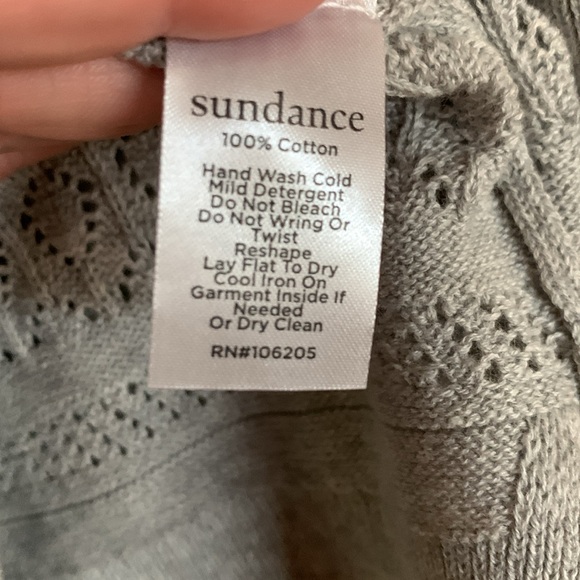 sundance
100% Cotton
Hand Wash Cold
Mild Detergent
Do Not Bleach
Do Not Wring Or
Twist
Reshape
Lay Flat To Dry
Cool Iron On
Garment Inside If
Needed
Or Dry Clean
RN#106205